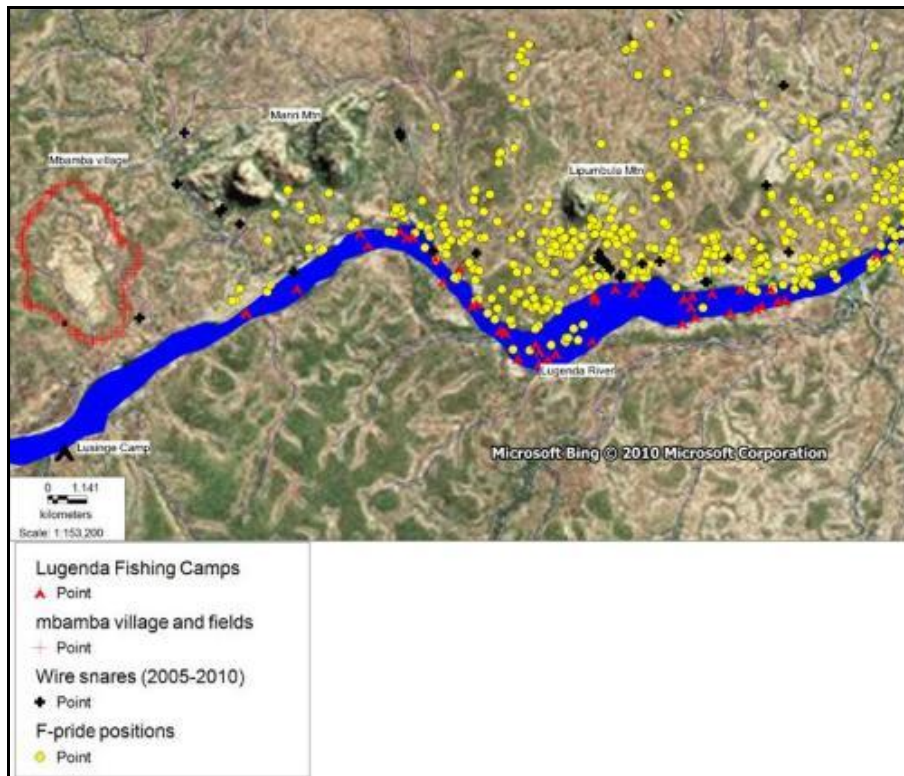 Marri Mtn
Mbamba village
Lipumbula Mtn
Lugenda River
Lusinge Camp
Microsoft Bing © 2010 Microsoft Corporation
0 1.141
kilometers
Scale: 1:153,200
Lugenda Fishing Camps
Point
mbamba village and fields
Point
Wire snares (2005-2010)
Point
F-pride positions
Point